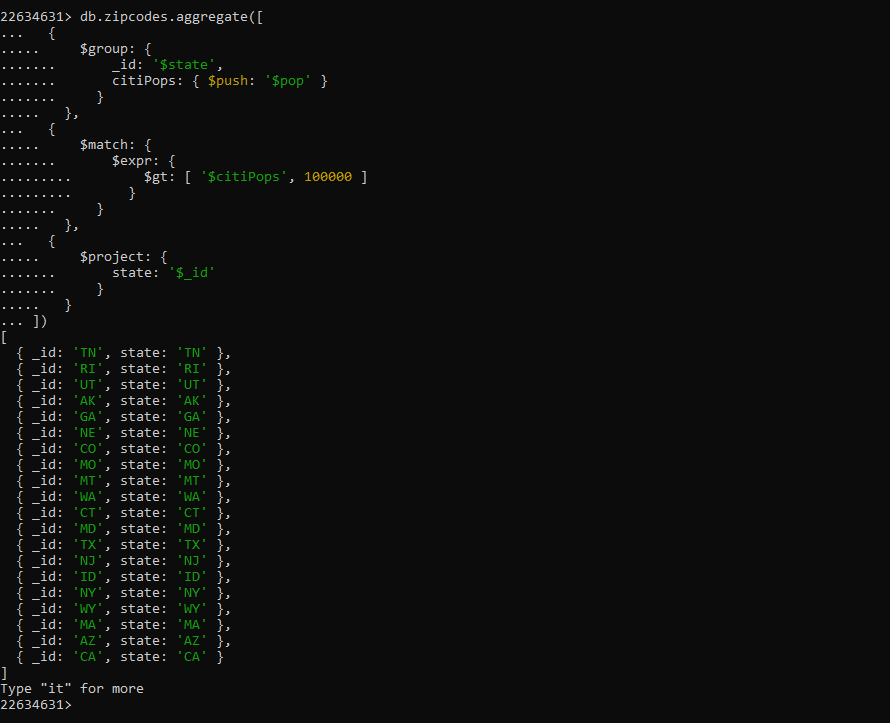 22634631> db.zipcodes.aggregate([
...   {
.....     $group: {
.......       _id: '$state',
.......       citiPops: { $push: '$pop' }
.......     }
.....   },
...   {
.....     $match: {
.......       $expr: {
.........         $gt: [ '$citiPops', 100000 ]
.........       }
.......     }
.....   },
...   {
.....     $project: {
.......       state: '$_id'
.......     }
.....   }
... ])
[
  { _id: 'TN', state: 'TN' },
  { _id: 'RI', state: 'RI' },
  { _id: 'UT', state: 'UT' },
  { _id: 'AK', state: 'AK' },
  { _id: 'GA', state: 'GA' },
  { _id: 'NE', state: 'NE' },
  { _id: 'CO', state: 'CO' },
  { _id: 'MO', state: 'MO' },
  { _id: 'MT', state: 'MT' },
  { _id: 'WA', state: 'WA' },
  { _id: 'CT', state: 'CT' },
  { _id: 'MD', state: 'MD' },
  { _id: 'TX', state: 'TX' },
  { _id: 'NJ', state: 'NJ' },
  { _id: 'ID', state: 'ID' },
  { _id: 'NY', state: 'NY' },
  { _id: 'WY', state: 'WY' },
  { _id: 'MA', state: 'MA' },
  { _id: 'AZ', state: 'AZ' },
  { _id: 'CA', state: 'CA' }
]
Type "it" for more
22634631>